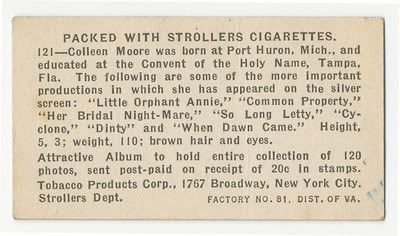 PACKED WITH STROLLERS CIGARETTES.
121—Colleen Moore was born at Port Huron, Mich., and
educated at the Convent of the Holy Name, Tampa,
Fla. The following are some of the more important
productions in which she has appeared on the silver
screen: "Little Orphant Annie," "Common Property,"
"Her Bridal Night-Mare," "So Long Letty," "Cy-
clone," "Dinty" and "When Dawn Came." Height,
5, 3; weight, 110; brown hair and eyes.
Attractive Album to hold entire collection of 120
photos, sent post-paid on receipt of 20c in stamps.
Tobacco Products Corp., 1767 Broadway, New York City.
Strollers Dept. FACTORY NO. 81, DIST. OF VA.